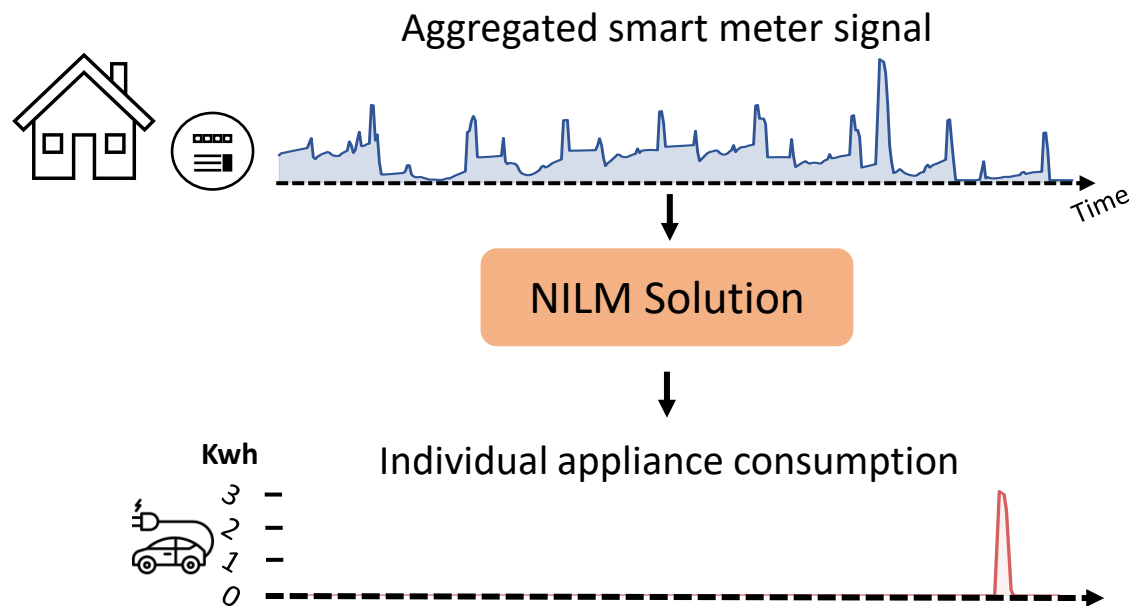 Aggregated smart meter signal
Time
NILM Solution
Individual appliance consumption
Kwh
3
2
1
0